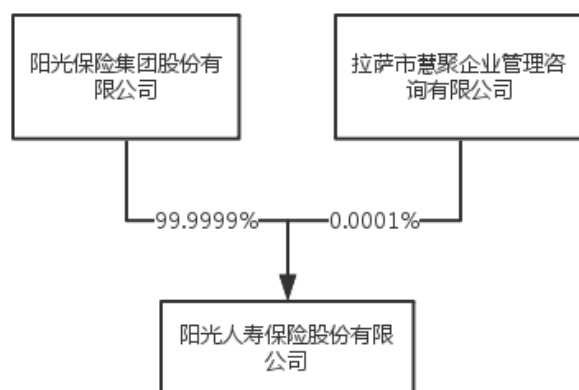 阳光保险集团股份有
限公司
拉萨市慧聚企业管理咨
询有限公司
99.9999%
0.0001%
阳光人寿保险股份有限
公司